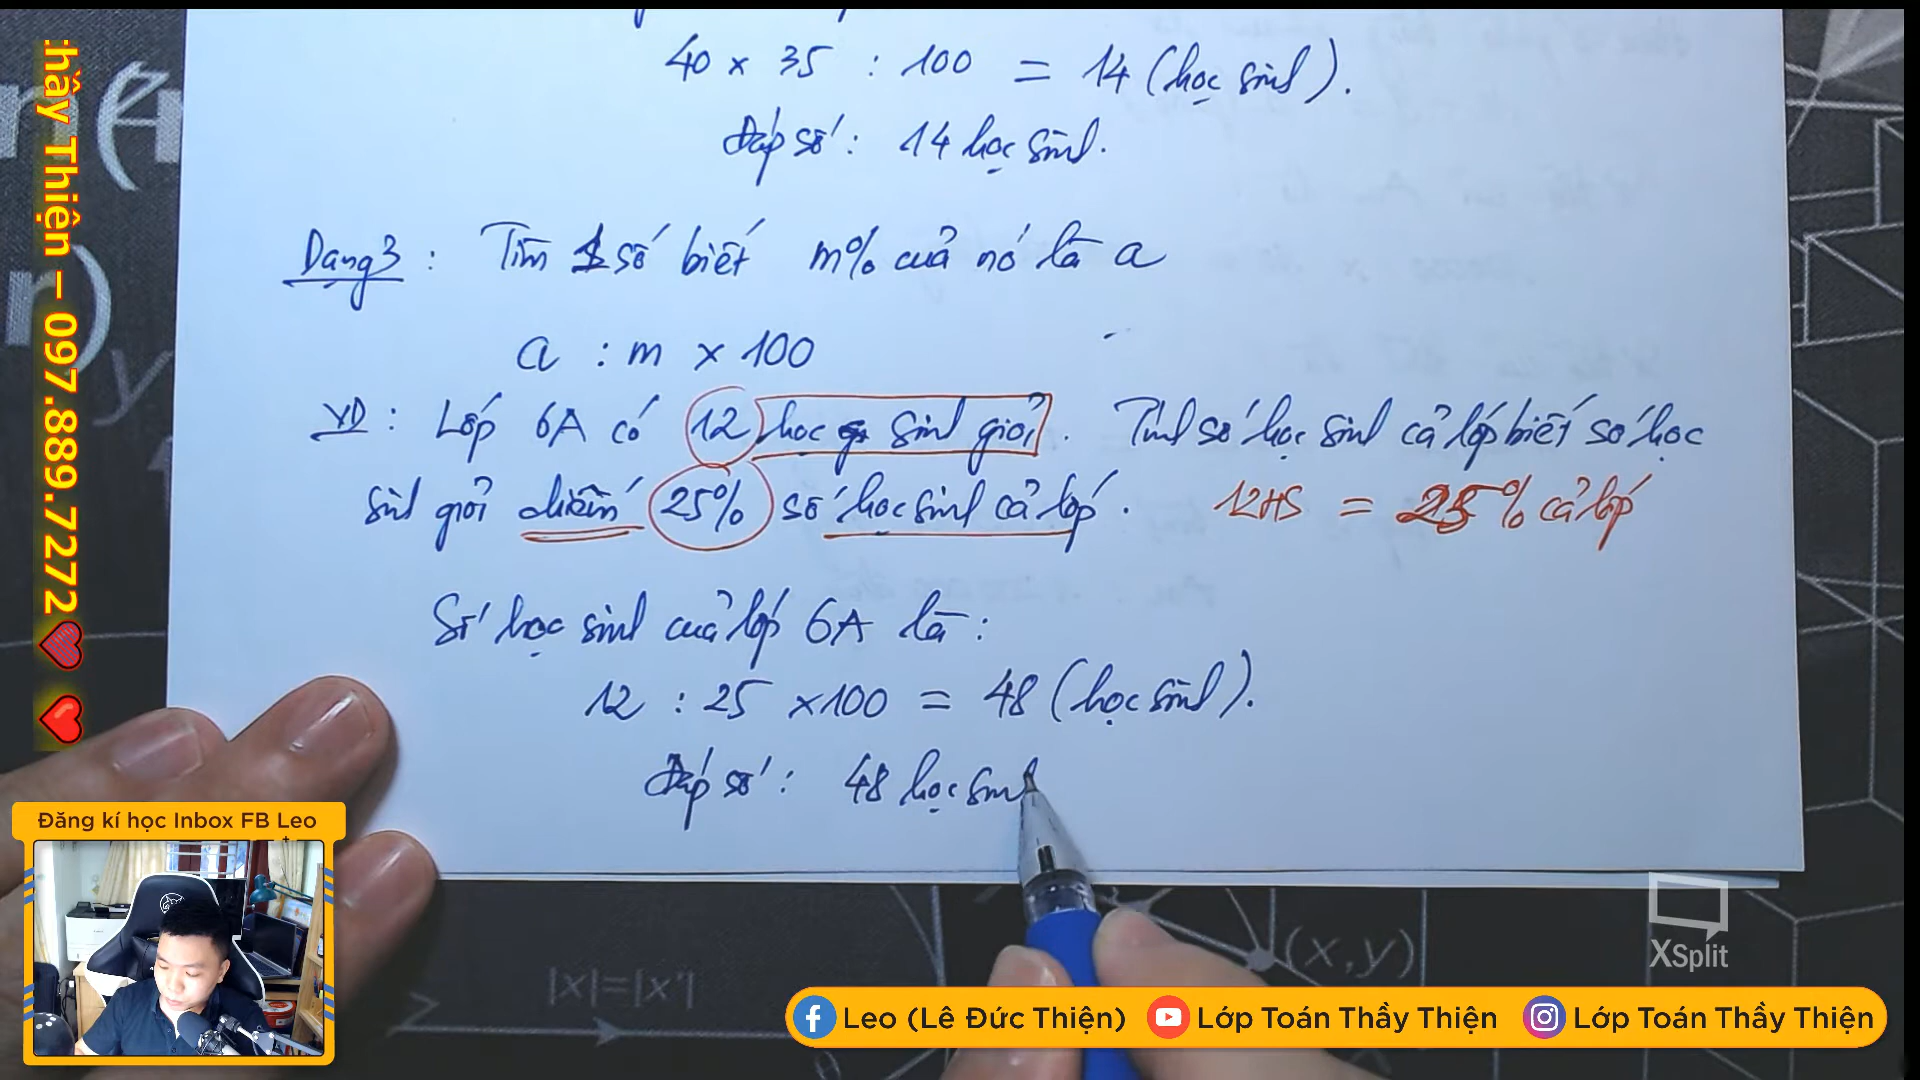 40 × 35 : 100 = 14 (học sinh).
Đáp số: 14 học sinh.
Dạng 3 : Tìm 1 số biết m% của nó là a
a : m × 100
VD : Lớp 6A có 12 học sinh giỏi. Tính số học sinh cả lớp biết số học
sinh giỏi chiếm 25% số học sinh cả lớp. 12HS = 25% cả lớp
Số học sinh của lớp 6A là :
12 : 25 ×100 = 48 (học sinh).
Đáp số : 48 học sinh
hầy Thiện – 097.889.7272
Đăng kí học Inbox FB Leo
|x|=|x'|
(x,y)
XSplit
Leo (Lê Đức Thiện) Lớp Toán Thầy Thiện Lớp Toán Thầy Thiện